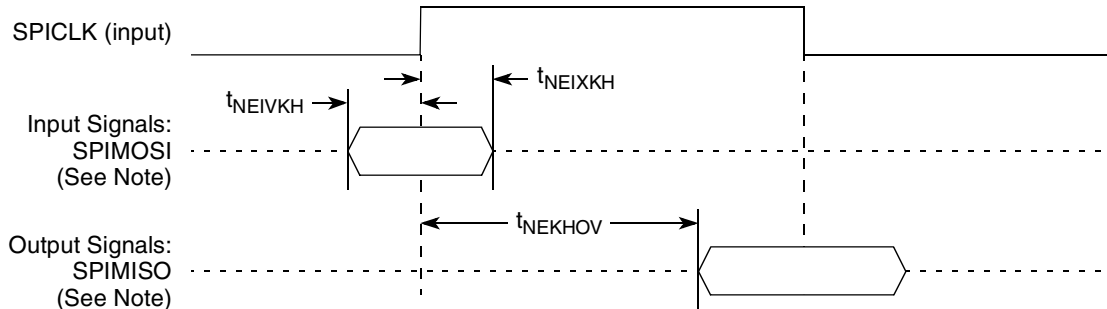 SPICLK (input)
tNEIXKH
tNEIVKH
Input Signals:
SPIMOSI
(See Note)
tNEKHOV
Output Signals:
SPIMISO
(See Note)